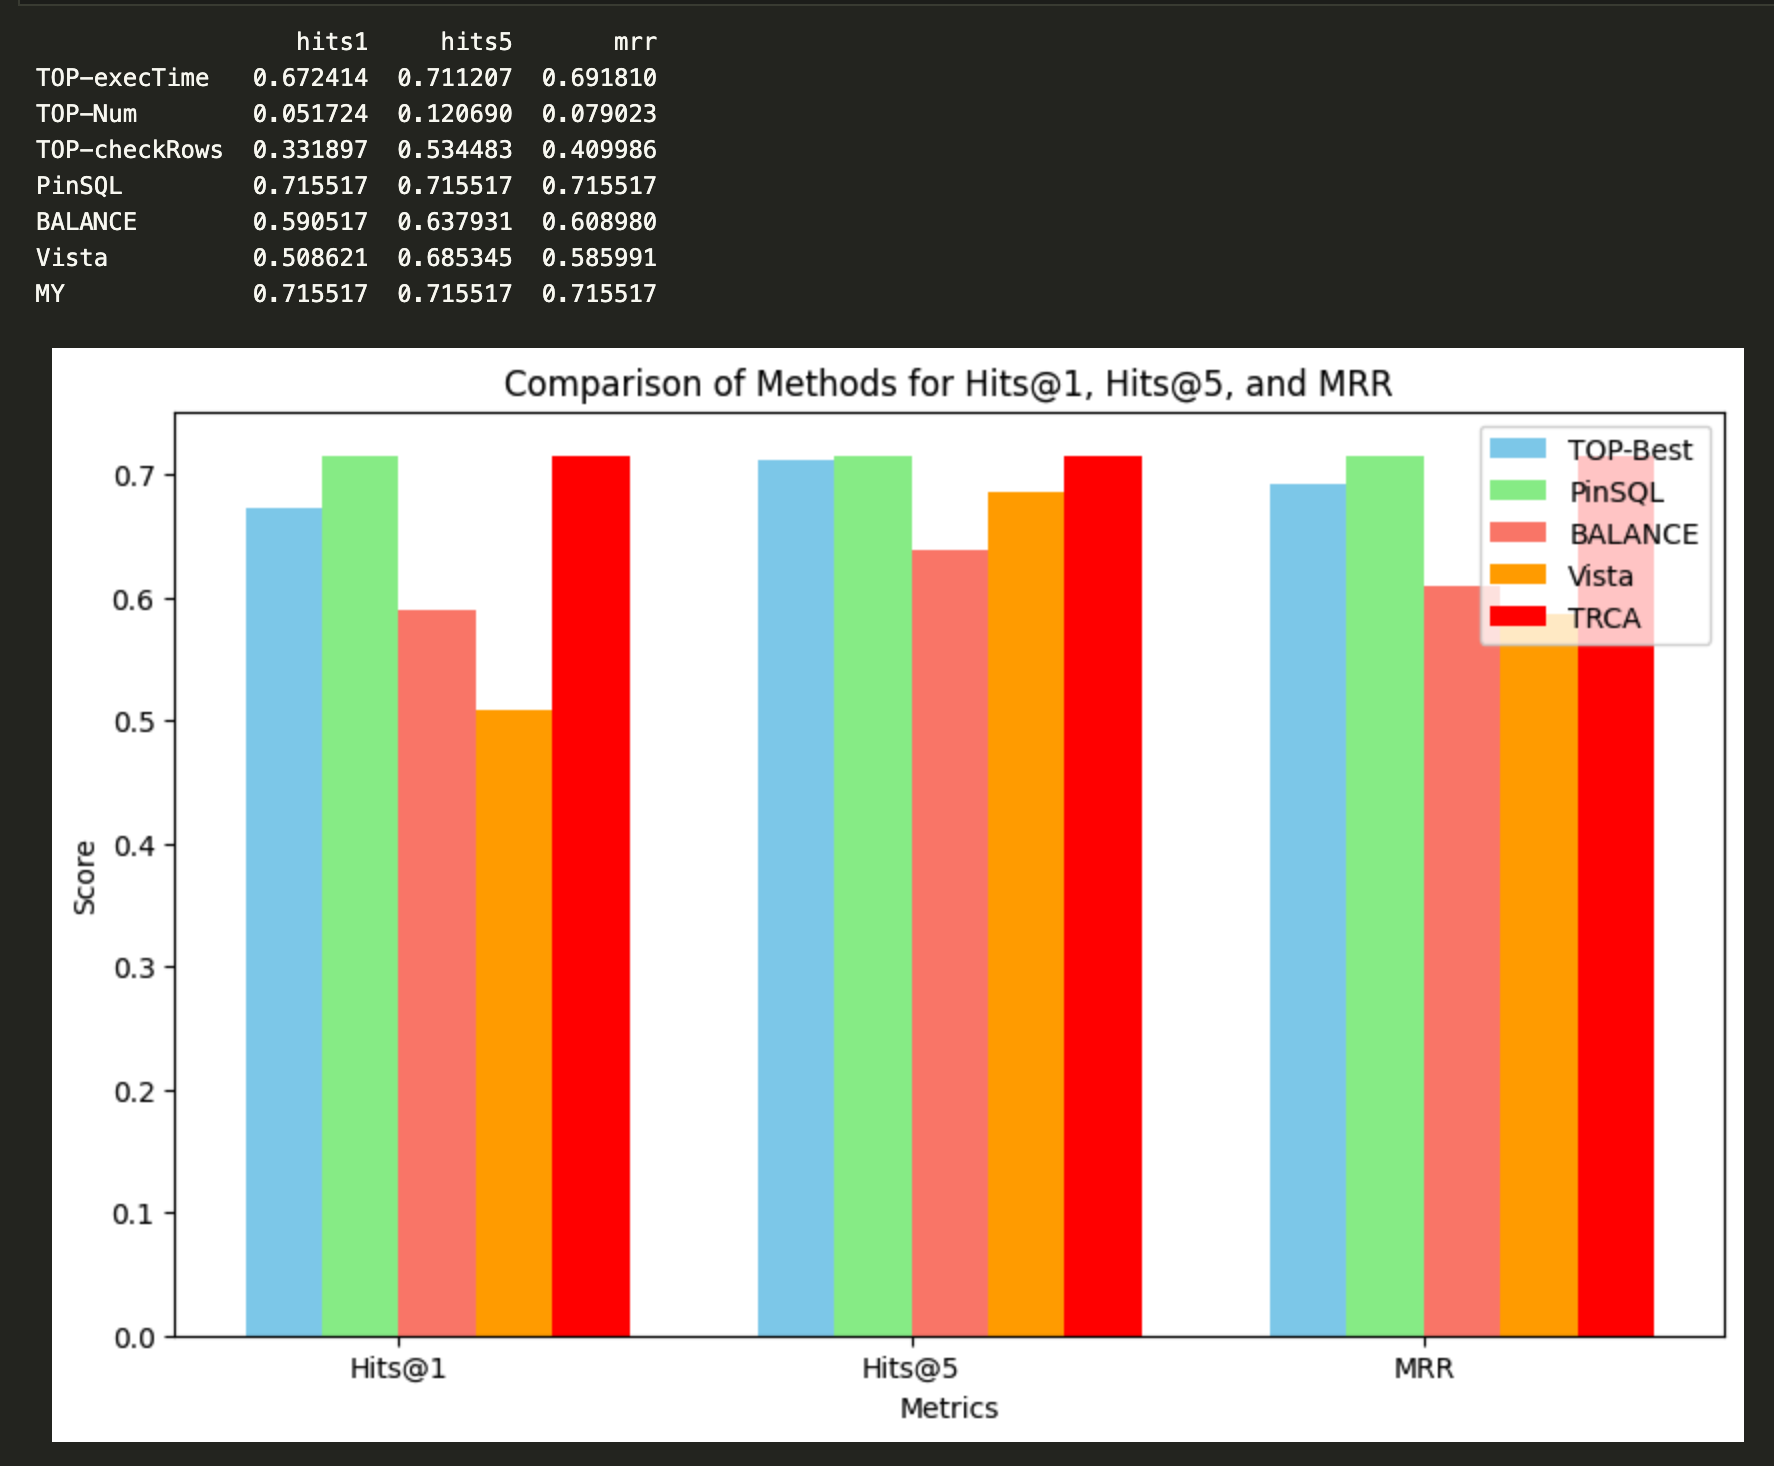 hits1 hits5 mrr
TOP-execTime 0.672414 0.711207 0.691810
TOP-Num 0.051724 0.120690 0.079023
TOP-checkRows 0.331897 0.534483 0.409986
PinSQL 0.715517 0.715517 0.715517
BALANCE 0.590517 0.637931 0.608980
Vista 0.508621 0.685345 0.585991
MY 0.715517 0.715517 0.715517
Comparison of Methods for Hits@1, Hits@5, and MRR
TOP-Best
PinSQL
BALANCE
Vista
TRCA
0.7
0.6
0.5
0.4
0.3
0.2
0.1
0.0
Score
Hits@1 Hits@5 MRR
Metrics